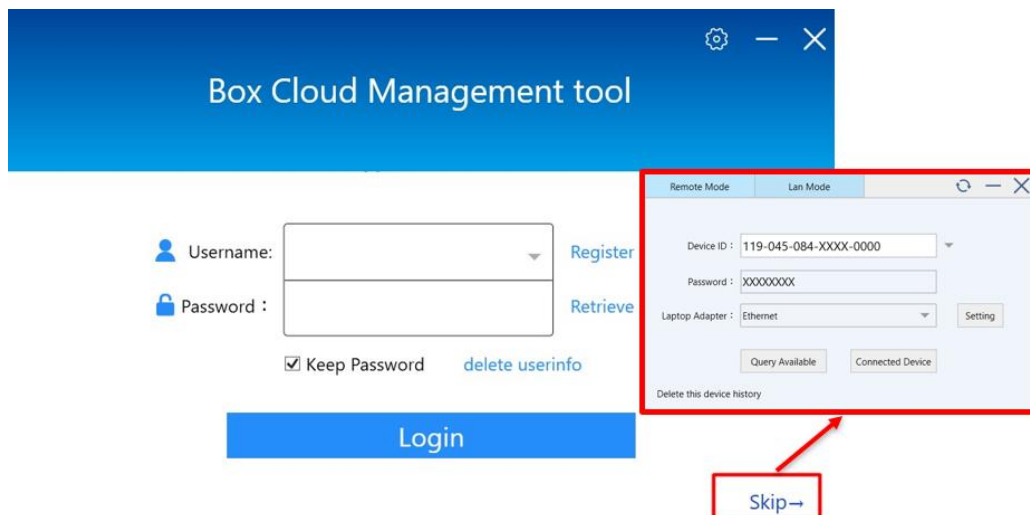 Box Cloud Management tool
Username:
Register
Password：
Retrieve
Keep Password
delete userinfo
Login
Skip→
Remote Mode
Lan Mode
Device ID：
119-045-084-XXXX-0000
Password：
XXXXXXXX
Laptop Adapter：
Ethernet
Setting
Query Available
Connected Device
Delete this device history